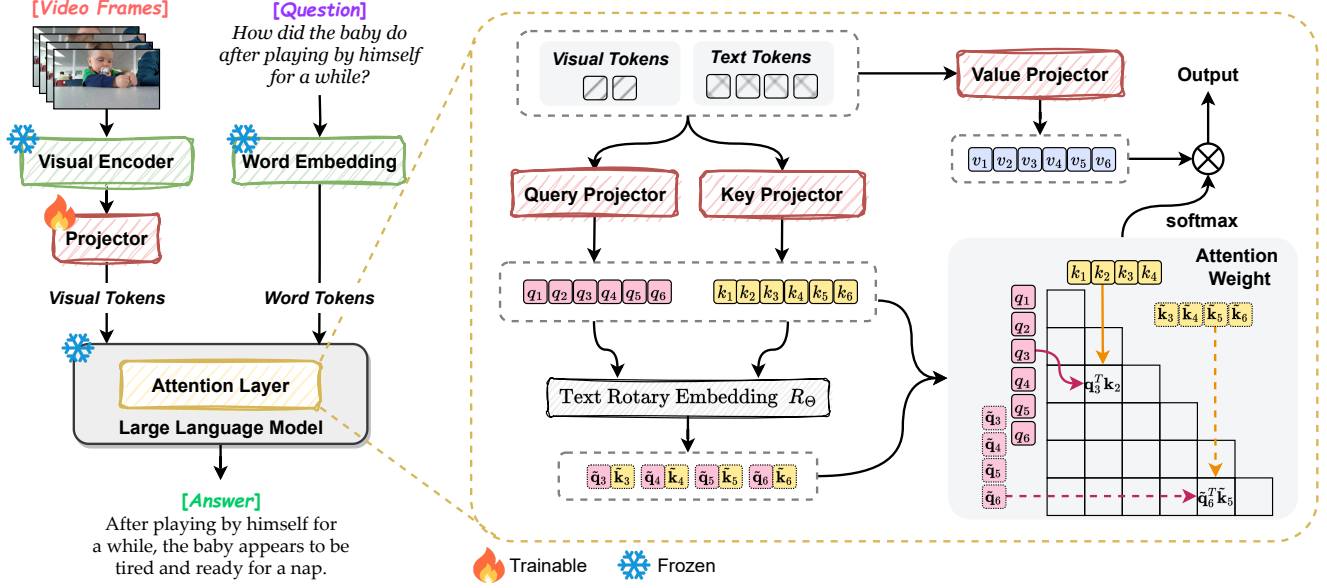 [Video Frames]
[Question]
How did the baby do
after playing by himself
for a while?
Visual Encoder
Word Embedding
Projector
Visual Tokens
Word Tokens
Attention Layer
Large Language Model
[Answer]
After playing by himself for
a while, the baby appears to be
tired and ready for a nap.
Visual Tokens
Text Tokens
Value Projector
Output
v₁ v₂ v₃ v₄ v₅ v₆
Query Projector
Key Projector
softmax
q₁ q₂ q₃ q₄ q₅ q₆
k₁ k₂ k₃ k₄ k₅ k₆
Text Rotary Embedding R_Θ
q̃₃ k̃₃ q̃₄ k̃₄ q̃₅ k̃₅ q̃₆ k̃₆
Attention
Weight
k₁ k₂ k₃ k₄
k̃₃ k̃₄ k̃₅ k̃₆
q₁
q₂
q₃
q₄
q₅
q₆
q̃₃
q̃₄
q̃₅
q̃₆
q₃ᵀk₂
q̃₆ᵀk̃₅
Trainable
Frozen